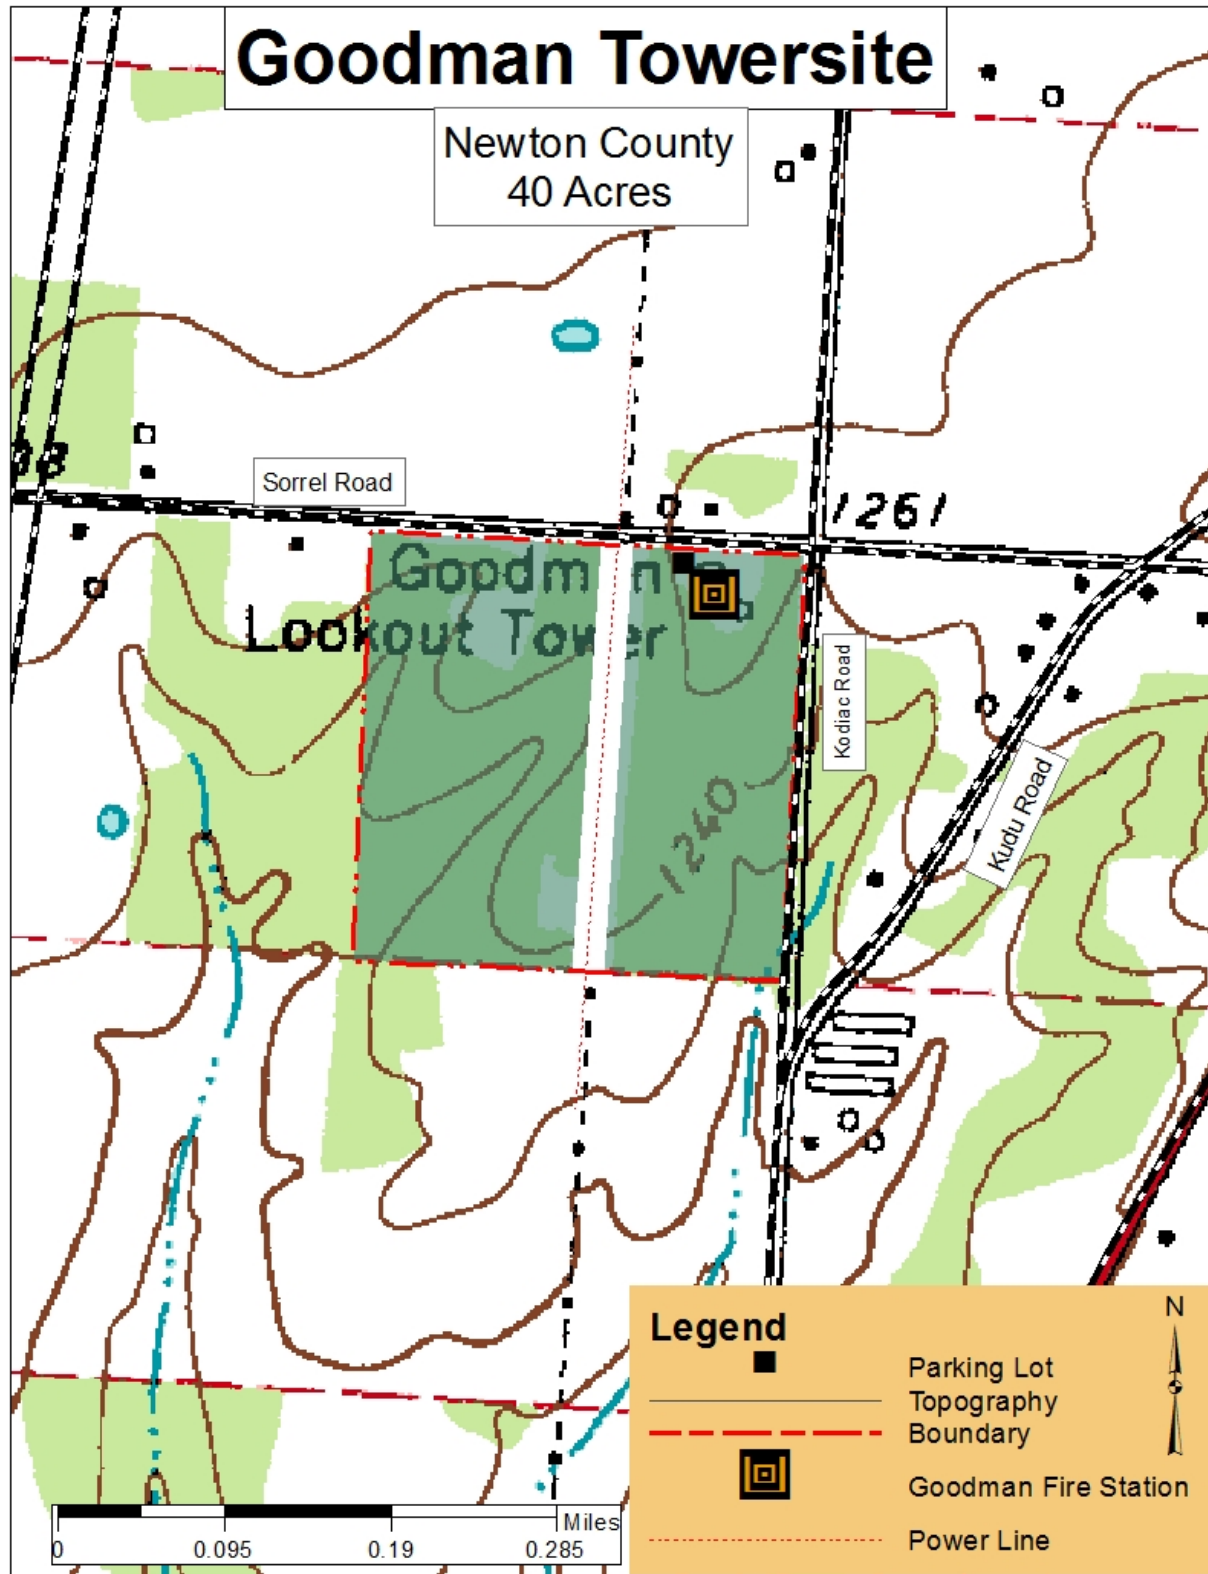 Goodman Towersite
Newton County
40 Acres
Sorrel Road
1261
Goodm n
Lookout Tower
Kodiac Road
Kudu Road
1240
Legend
N
Parking Lot
Topography
Boundary
Goodman Fire Station
Power Line
Miles
0 0.095 0.19 0.285